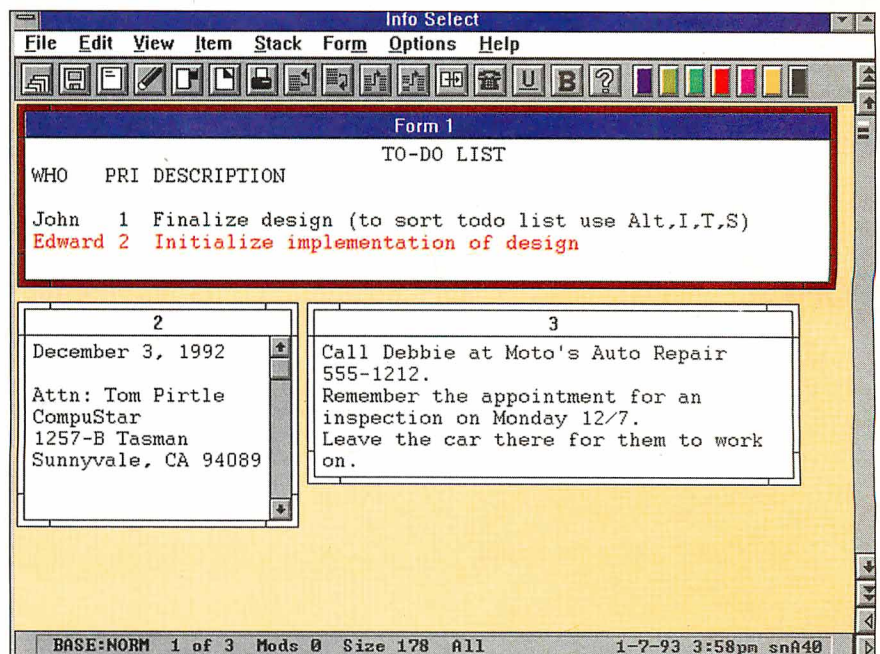 Info Select
File Edit View Item Stack Form Options Help
U B ?
Form 1
TO-DO LIST
WHO PRI DESCRIPTION
John 1 Finalize design (to sort todo list use Alt,I,T,S)
Edward 2 Initialize implementation of design
2
December 3, 1992
Attn: Tom Pirtle
CompuStar
1257-B Tasman
Sunnyvale, CA 94089
3
Call Debbie at Moto's Auto Repair
555-1212.
Remember the appointment for an
inspection on Monday 12/7.
Leave the car there for them to work
on.
BASE:NORM 1 of 3 Mods 0 Size 178 All 1-7-93 3:58pm snA40